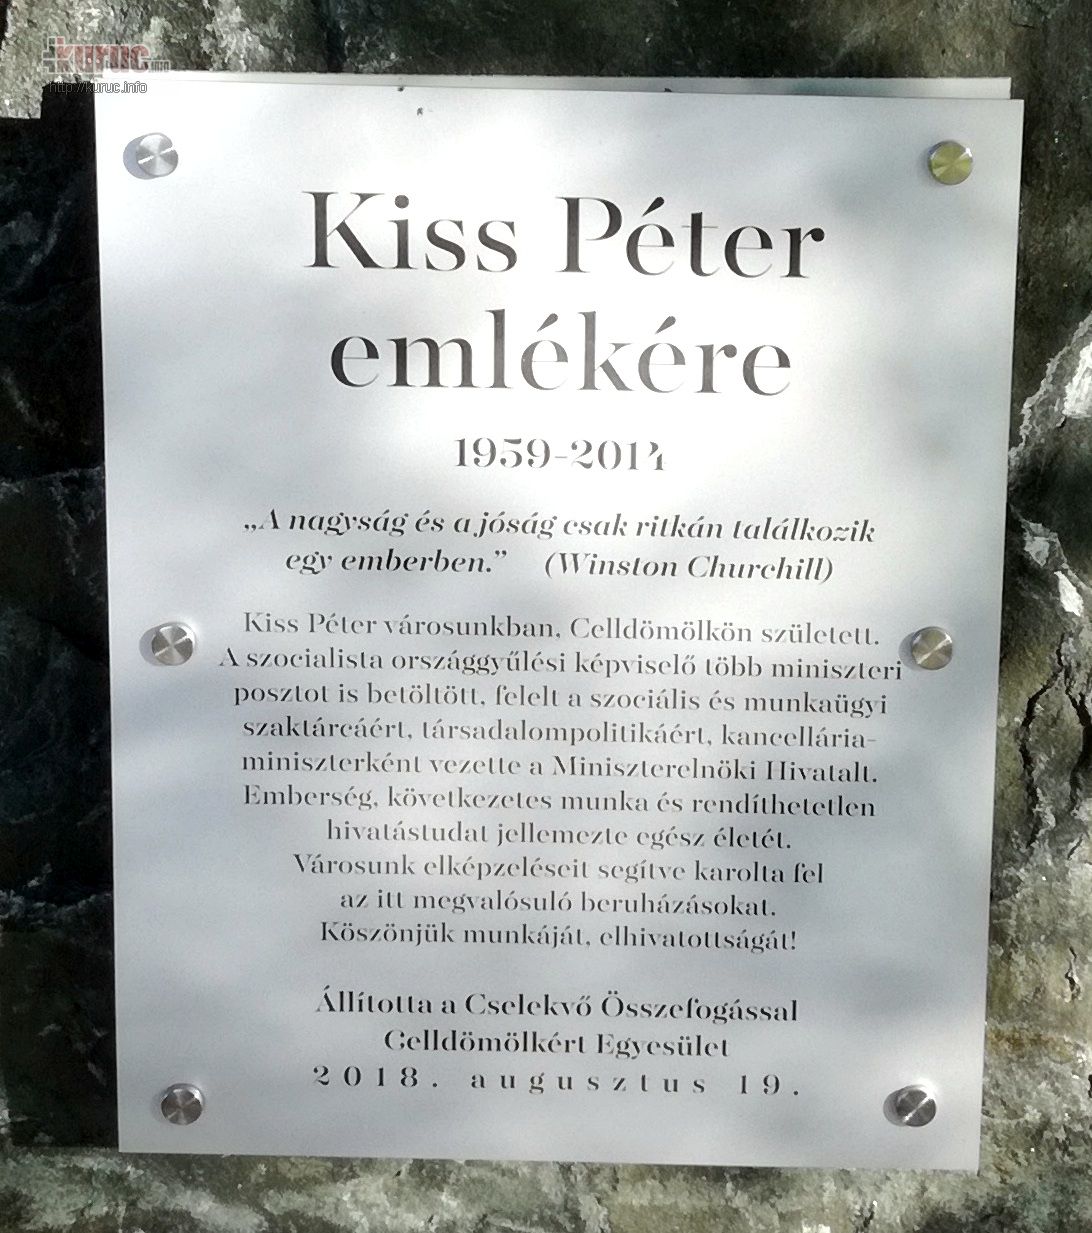 kuruc.info
http://kuruc.info
Kiss Péter
emlékére
1959-2014
„A nagyság és a jóság csak ritkán találkozik
egy emberben.” (Winston Churchill)
Kiss Péter városunkban, Celldömölkön született.
A szocialista országgyűlési képviselő több miniszteri
posztot is betöltött, felelt a szociális és munkaügyi
szaktárcáért, társadalompolitikáért, kancellária-
miniszterként vezette a Miniszterelnöki Hivatalt.
Emberség, következetes munka és rendíthetetlen
hivatástudat jellemezte egész életét.
Városunk elképzeléseit segítve karolta fel
az itt megvalósuló beruházásokat.
Köszönjük munkáját, elhivatottságát!
Állította a Cselekvő Összefogással
Celldömölkért Egyesület
2018. augusztus 19.